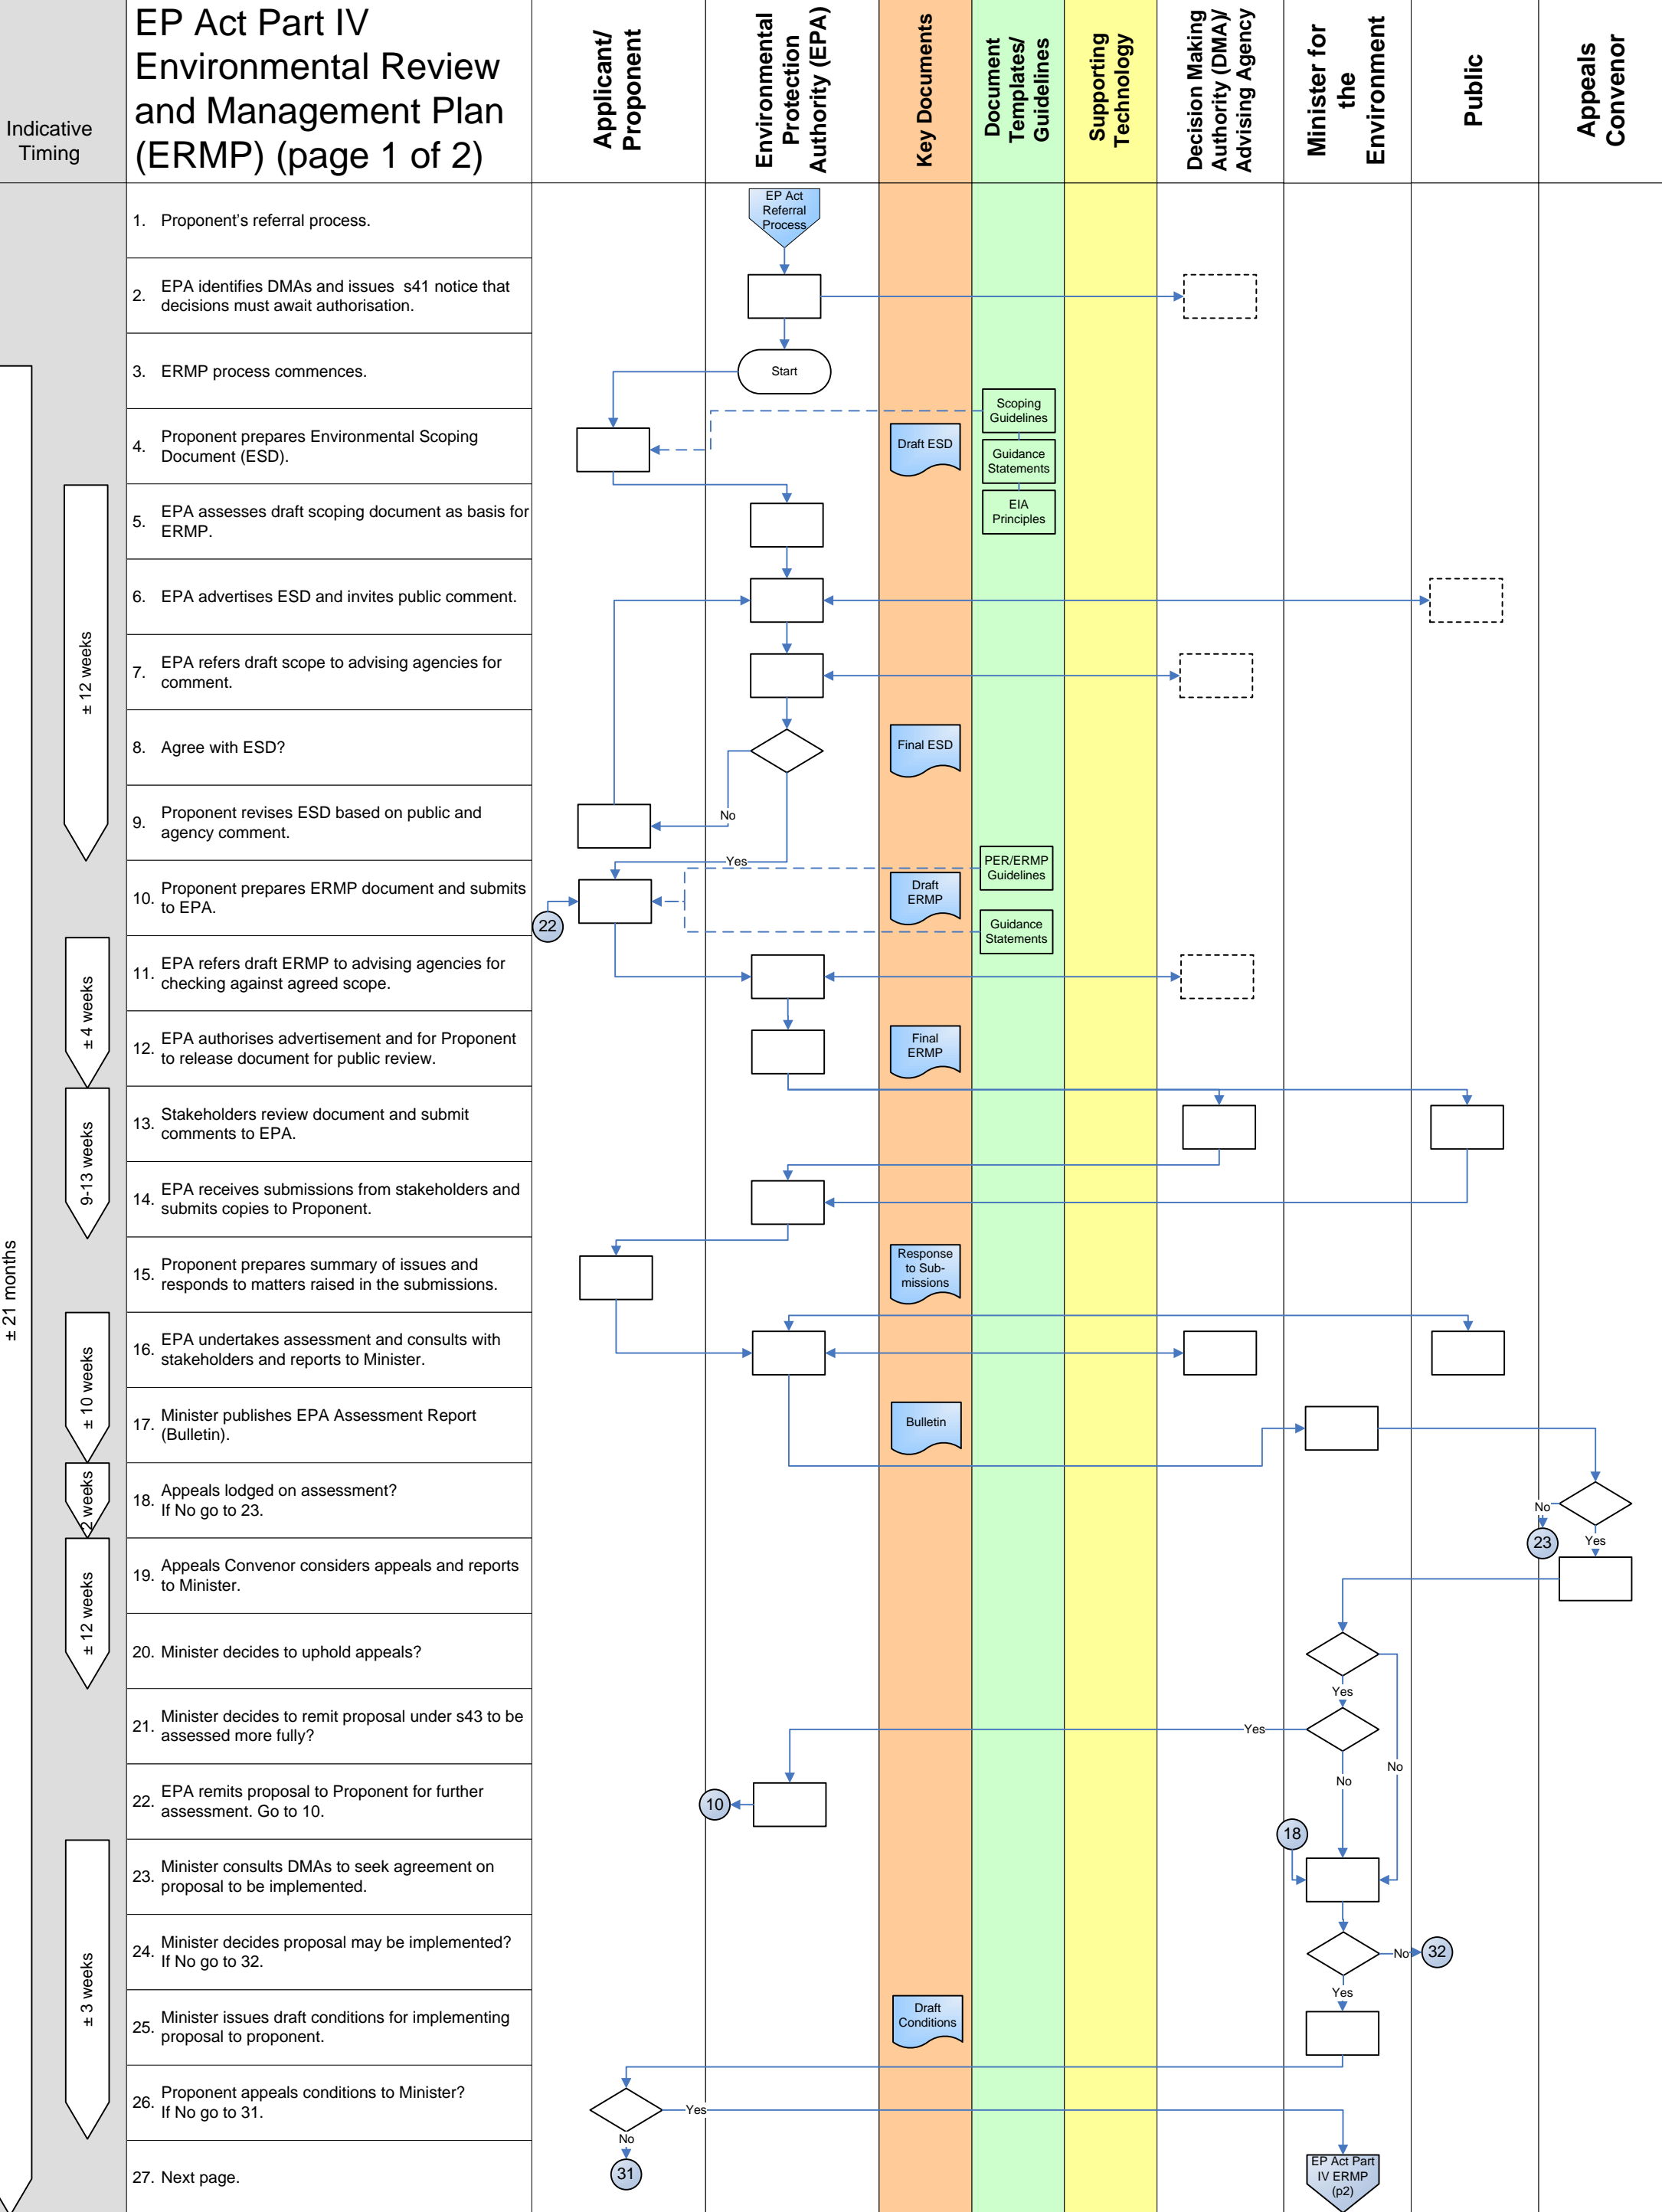 Indicative
Timing
EP Act Part IV
Environmental Review
and Management Plan
(ERMP) (page 1 of 2)
Applicant/
Proponent
Environmental
Protection
Authority (EPA)
Key Documents
Document
Templates/
Guidelines
Supporting
Technology
Decision Making
Authority (DMA)/
Advising Agency
Minister for
the
Environment
Public
Appeals
Convenor
± 21 months
1. Proponent's referral process.
EP Act
Referral
Process
2. EPA identifies DMAs and issues s41 notice that
decisions must await authorisation.
3. ERMP process commences.
Start
4. Proponent prepares Environmental Scoping
Document (ESD).
Draft ESD
Scoping
Guidelines
Guidance
Statements
EIA
Principles
± 12 weeks
5. EPA assesses draft scoping document as basis for
ERMP.
6. EPA advertises ESD and invites public comment.
7. EPA refers draft scope to advising agencies for
comment.
8. Agree with ESD?
Final ESD
9. Proponent revises ESD based on public and
agency comment.
No
Yes
10. Proponent prepares ERMP document and submits
to EPA.
22
Draft
ERMP
PER/ERMP
Guidelines
Guidance
Statements
± 4 weeks
11. EPA refers draft ERMP to advising agencies for
checking against agreed scope.
12. EPA authorises advertisement and for Proponent
to release document for public review.
Final
ERMP
9-13 weeks
13. Stakeholders review document and submit
comments to EPA.
14. EPA receives submissions from stakeholders and
submits copies to Proponent.
15. Proponent prepares summary of issues and
responds to matters raised in the submissions.
Response
to Sub-
missions
± 10 weeks
16. EPA undertakes assessment and consults with
stakeholders and reports to Minister.
17. Minister publishes EPA Assessment Report
(Bulletin).
Bulletin
2 weeks
18. Appeals lodged on assessment?
If No go to 23.
No
23
Yes
± 12 weeks
19. Appeals Convenor considers appeals and reports
to Minister.
20. Minister decides to uphold appeals?
Yes
21. Minister decides to remit proposal under s43 to be
assessed more fully?
Yes
No
No
22. EPA remits proposal to Proponent for further
assessment. Go to 10.
10
18
± 3 weeks
23. Minister consults DMAs to seek agreement on
proposal to be implemented.
24. Minister decides proposal may be implemented?
If No go to 32.
No
32
Yes
25. Minister issues draft conditions for implementing
proposal to proponent.
Draft
Conditions
26. Proponent appeals conditions to Minister?
If No go to 31.
Yes
No
31
27. Next page.
EP Act Part
IV ERMP
(p2)